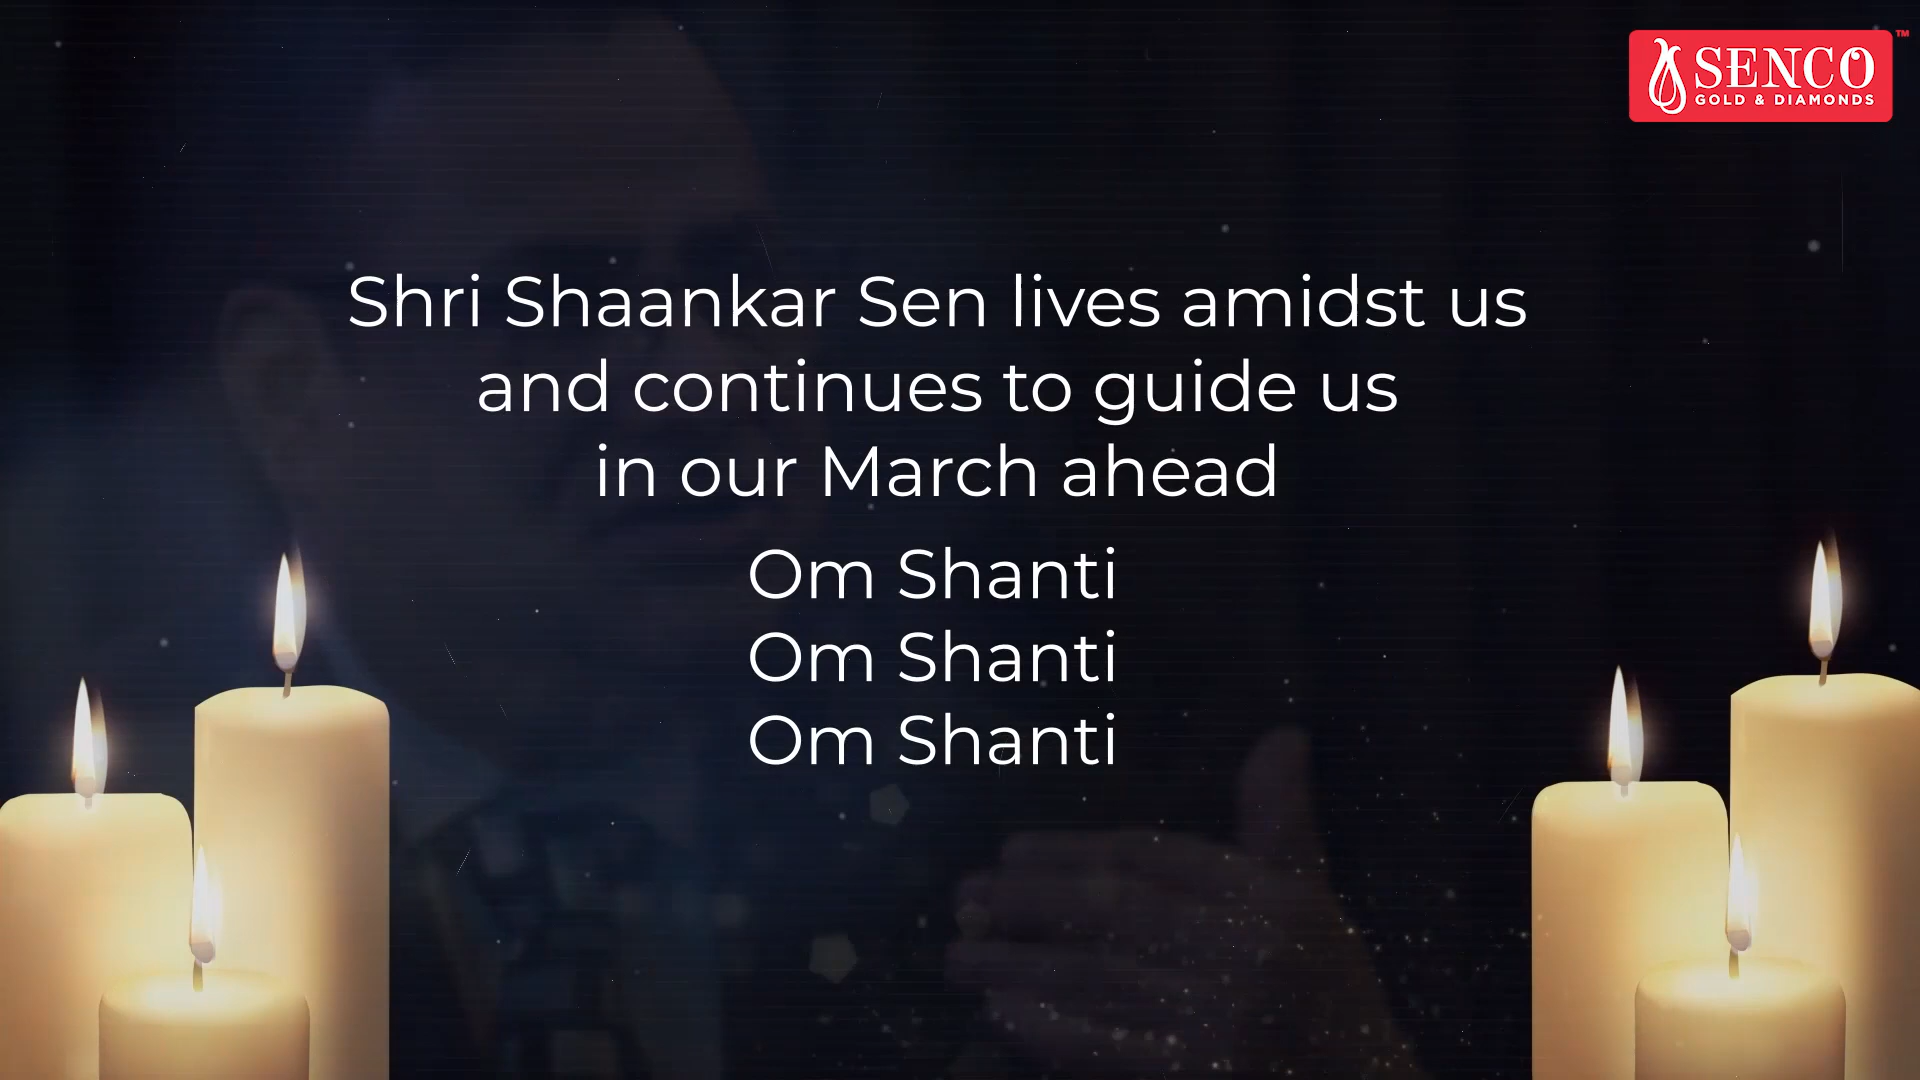 SENCO
GOLD & DIAMONDS
TM
Shri Shaankar Sen lives amidst us
and continues to guide us
in our March ahead
Om Shanti
Om Shanti
Om Shanti